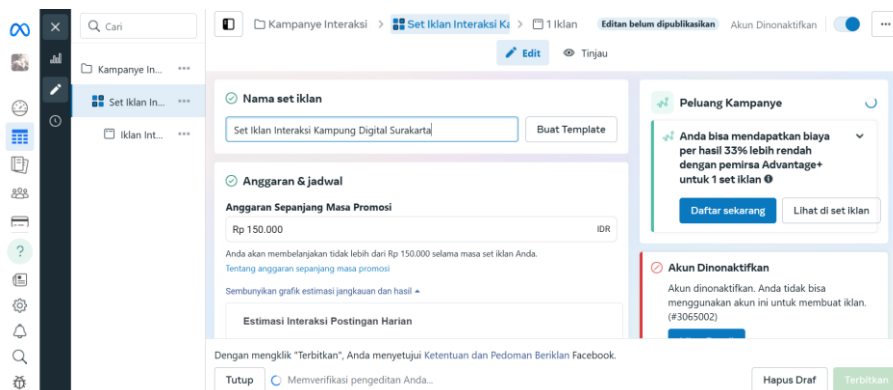 Cari
Kampanye Interaksi > Set Iklan Interaksi Ka > 1 Iklan
Editan belum dipublikasikan
Akun Dinonaktifkan
Edit
Tinjau
Kampanye In...
Set Iklan In...
Iklan Int...
Nama set iklan
Set Iklan Interaksi Kampung Digital Surakarta
Buat Template
Anggaran & jadwal
Anggaran Sepanjang Masa Promosi
Rp 150.000
IDR
Anda akan membelanjakan tidak lebih dari Rp 150.000 selama masa set iklan Anda.
Tentang anggaran sepanjang masa promosi
Sembunyikan grafik estimasi jangkauan dan hasil
Estimasi Interaksi Postingan Harian
Peluang Kampanye
Anda bisa mendapatkan biaya
per hasil 33% lebih rendah
dengan pemirsa Advantage+
untuk 1 set iklan
Daftar sekarang
Lihat di set iklan
Akun Dinonaktifkan
Akun dinonaktifkan. Anda tidak bisa
menggunakan akun ini untuk membuat iklan.
(#3065002)
Dengan mengklik "Terbitkan", Anda menyetujui Ketentuan dan Pedoman Beriklan Facebook.
Tutup
Memverifikasi pengeditan Anda...
Hapus Draf
Terbitkan